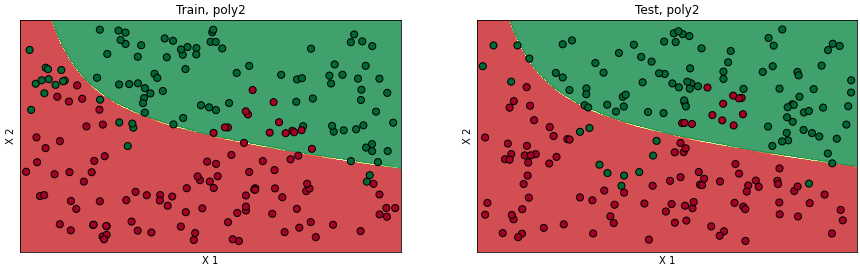 Train, poly2
Test, poly2
X 2
X 2
X 1
X 1